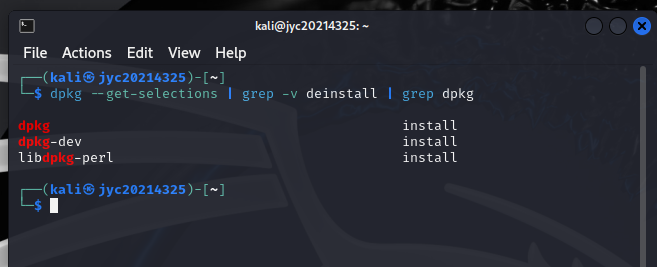 kali@jyc20214325: ~
File Actions Edit View Help
┌──(kali㉿jyc20214325)-[~]
└─$ dpkg --get-selections | grep -v deinstall | grep dpkg
dpkg install
dpkg-dev install
libdpkg-perl install
┌──(kali㉿jyc20214325)-[~]
└─$